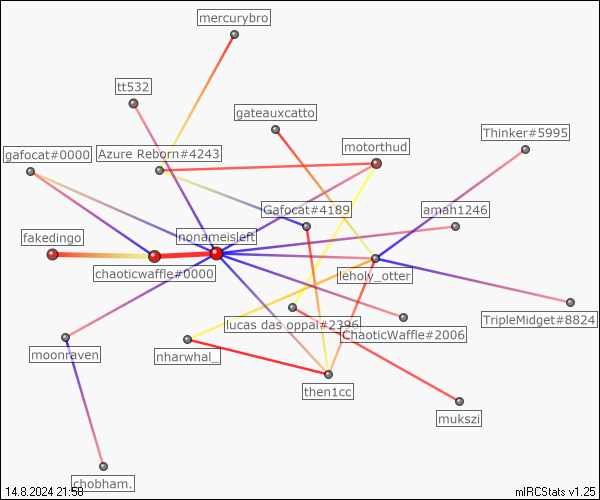 mercurybro
tt532
gateauxcatto
Thinker#5995
motorthud
gafocat#0000
Azure Reborn#4243
Gafocat#4189
amah1246
fakedingo
nonameisleft
chaoticwaffle#0000
leholy_otter
TripleMidget#8824
lucas das oppal#2396
ChaoticWaffle#2006
moonraven
nharwhal_
then1cc
mukszi
chobham.
14.8.2024 21:58
mIRCStats v1.25